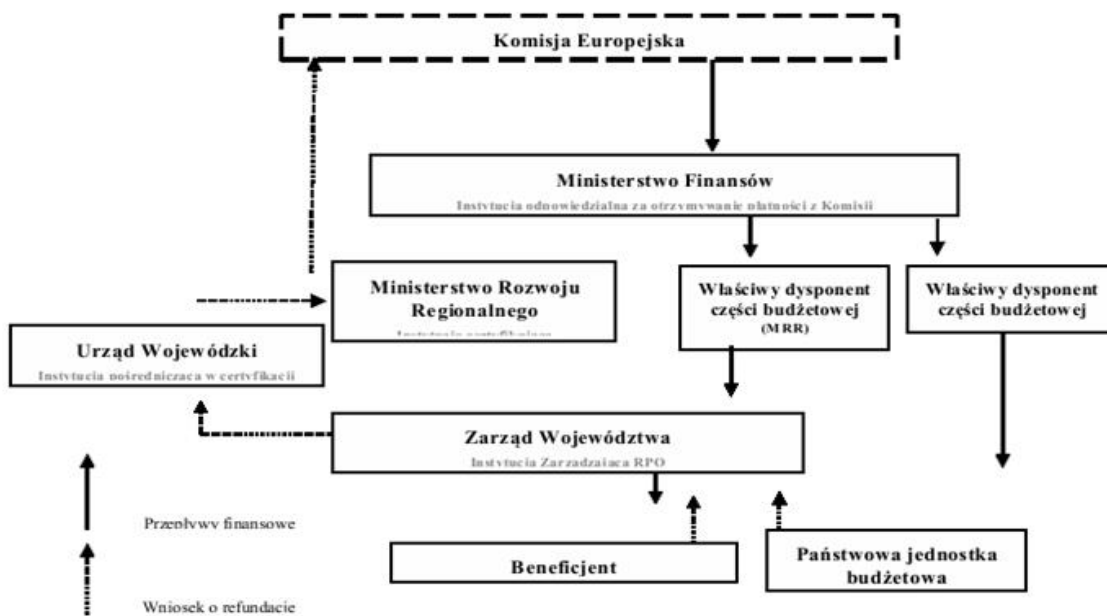 Komisja Europejska
Ministerstwo Finansów
Instytucja odpowiedzialna za otrzymywanie płatności z Komisji
Ministerstwo Rozwoju
Regionalnego
Instytucja certyfikująca
Właściwy dysponent
części budżetowej
(MRR)
Właściwy dysponent
części budżetowej
Urząd Wojewódzki
Instytucja pośrednicząca w certyfikacji
Zarząd Województwa
Instytucja Zarządzająca RPO
Przepływy finansowe
Beneficjent
Państwowa jednostka
budżetowa
Wniosek o refundację